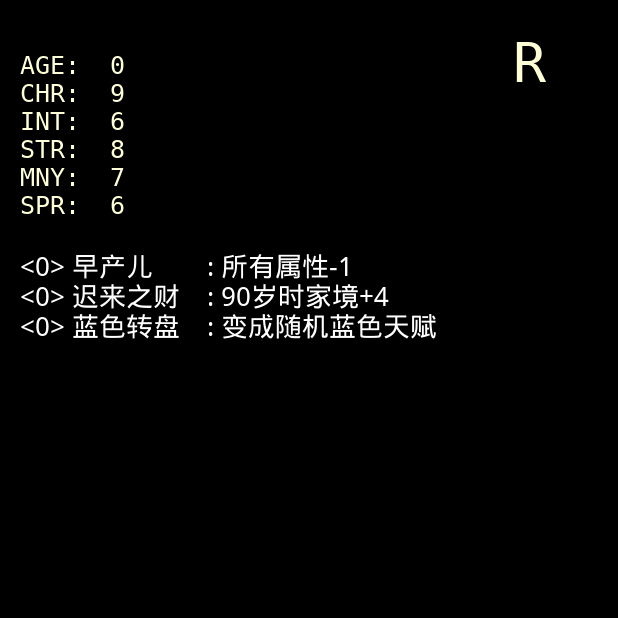 R
AGE: 0
CHR: 9
INT: 6
STR: 8
MNY: 7
SPR: 6
<0> 早产儿 : 所有属性-1
<0> 迟来之财 : 90岁时家境+4
<0> 蓝色转盘 : 变成随机蓝色天赋